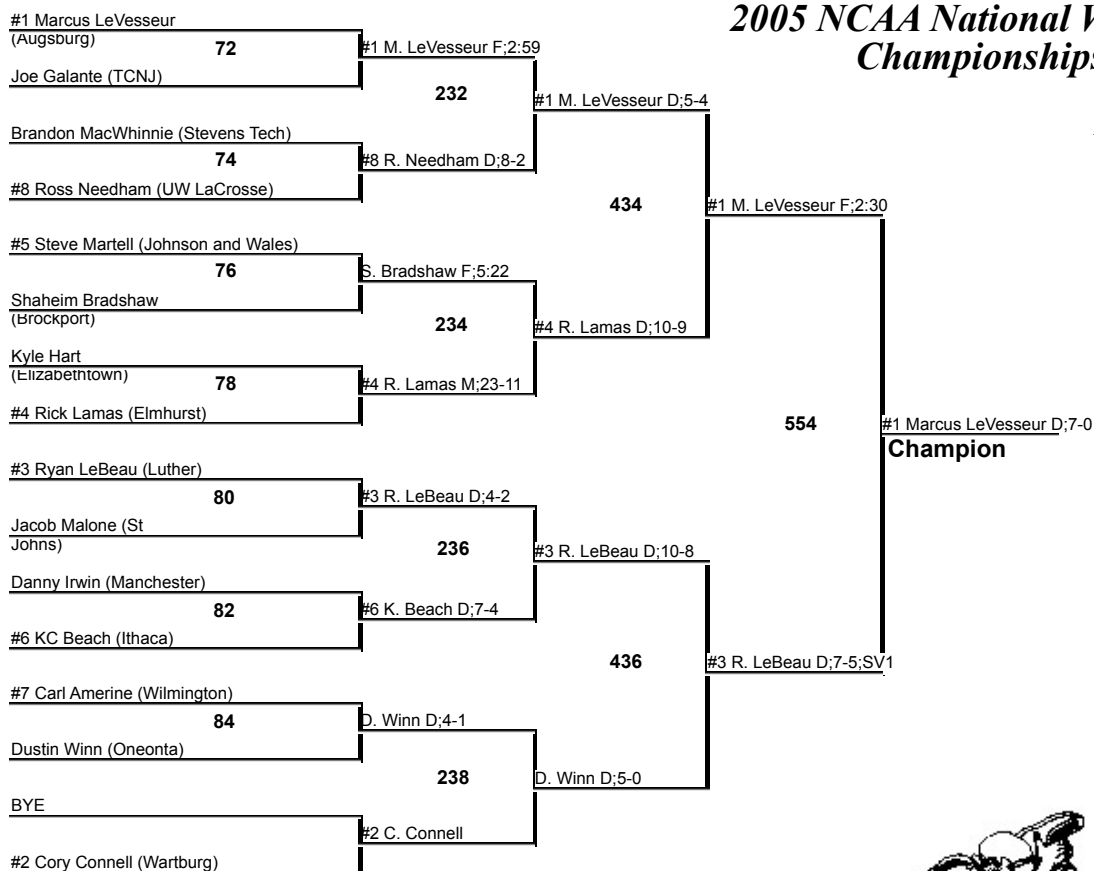 2005 NCAA National W
Championships
#1 Marcus LeVesseur
(Augsburg)
72
Joe Galante (TCNJ)
#1 M. LeVesseur F;2:59
232
#1 M. LeVesseur D;5-4
Brandon MacWhinnie (Stevens Tech)
74
#8 R. Needham D;8-2
#8 Ross Needham (UW LaCrosse)
434
#1 M. LeVesseur F;2:30
#5 Steve Martell (Johnson and Wales)
76
S. Bradshaw F;5:22
Shaheim Bradshaw
(Brockport)
234
#4 R. Lamas D;10-9
Kyle Hart
(Elizabethtown)
78
#4 R. Lamas M;23-11
#4 Rick Lamas (Elmhurst)
554
#1 Marcus LeVesseur D;7-0
Champion
#3 Ryan LeBeau (Luther)
80
#3 R. LeBeau D;4-2
Jacob Malone (St
Johns)
236
#3 R. LeBeau D;10-8
Danny Irwin (Manchester)
82
#6 K. Beach D;7-4
#6 KC Beach (Ithaca)
436
#3 R. LeBeau D;7-5;SV1
#7 Carl Amerine (Wilmington)
84
D. Winn D;4-1
Dustin Winn (Oneonta)
238
D. Winn D;5-0
BYE
#2 C. Connell
#2 Cory Connell (Wartburg)